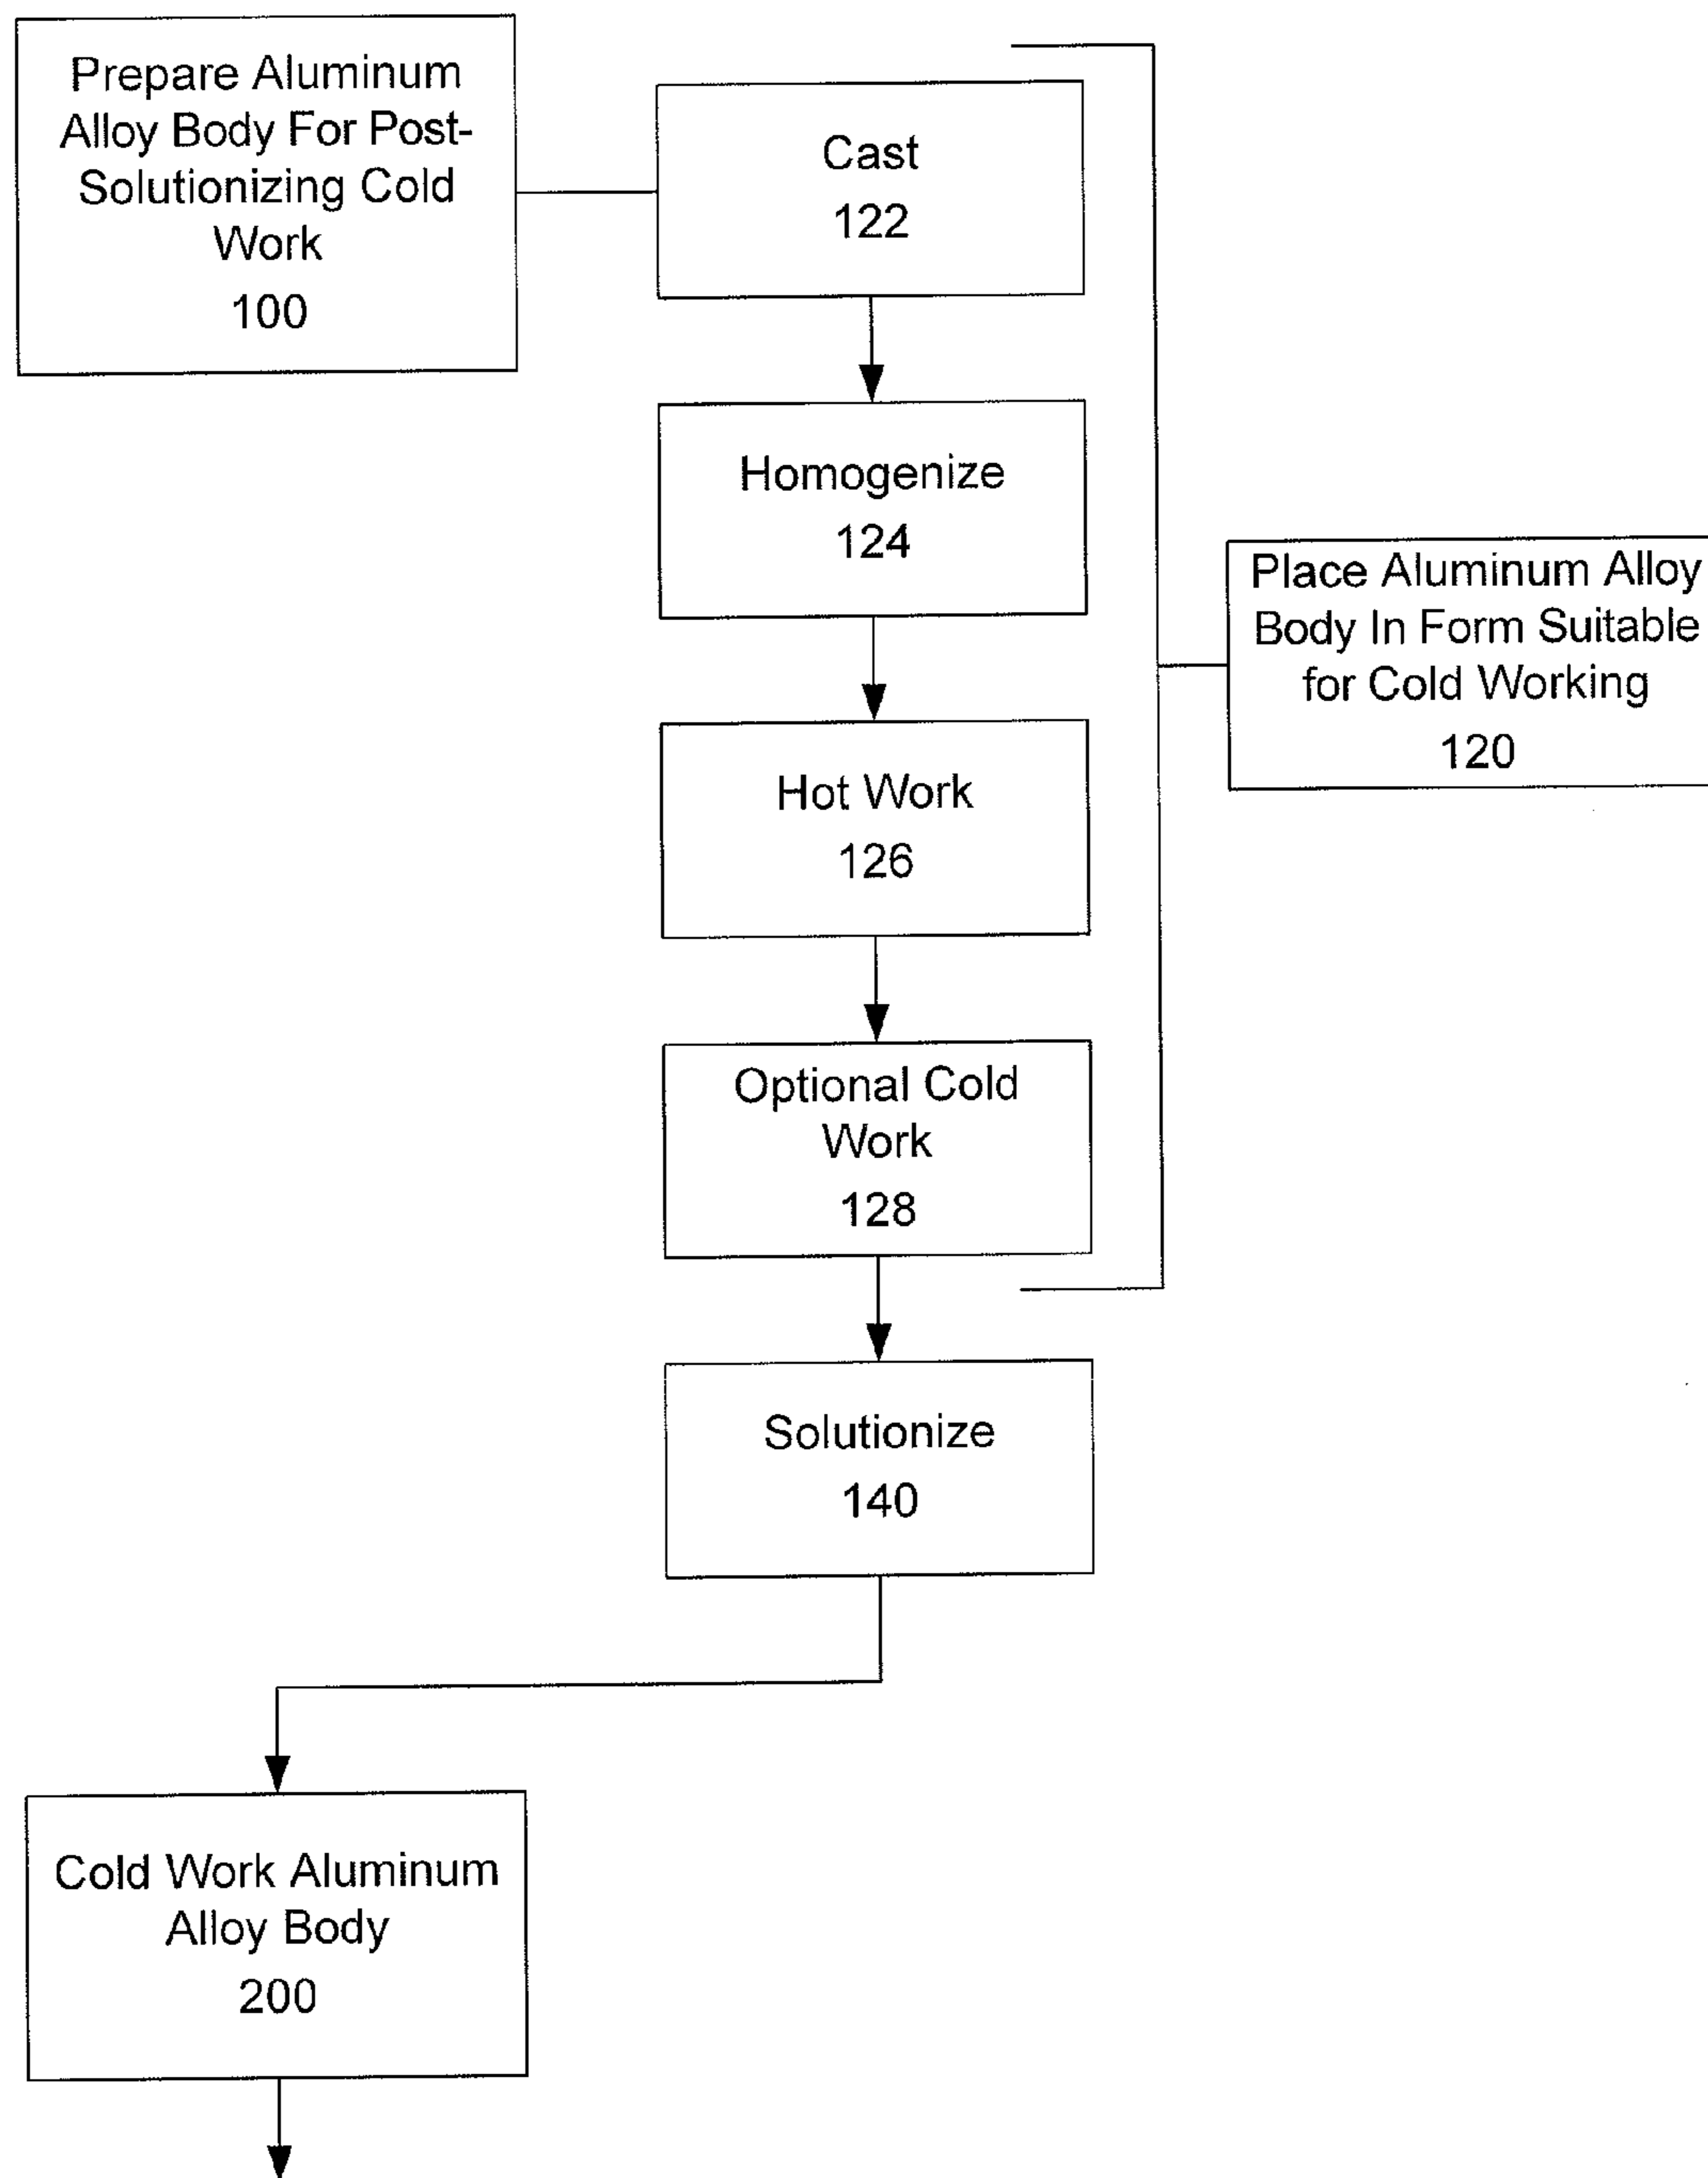 Prepare Aluminum
Alloy Body For Post-
Solutionizing Cold
Work
100
Cast
122
Homogenize
124
Hot Work
126
Optional Cold
Work
128
Place Aluminum Alloy
Body In Form Suitable
for Cold Working
120
Solutionize
140
Cold Work Aluminum
Alloy Body
200